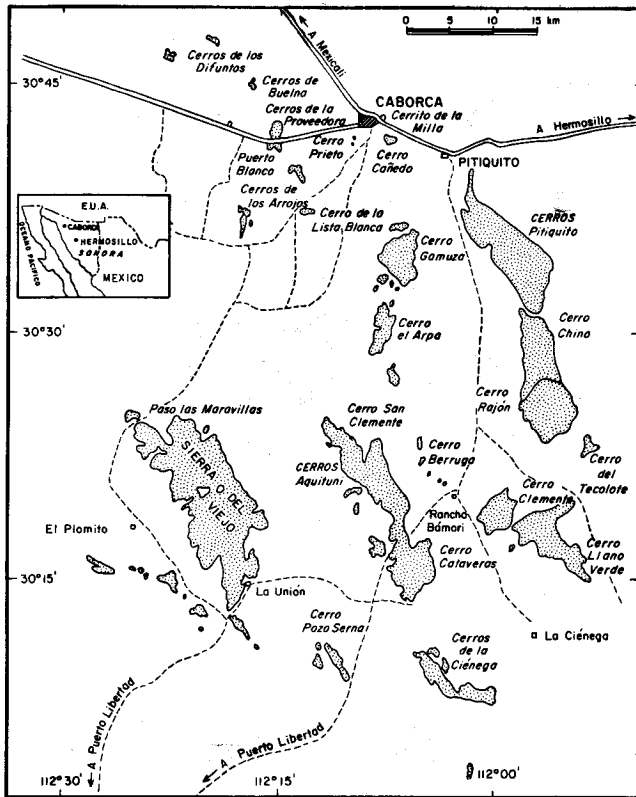 0 5 10 15 km
A Mexicali
Cerros de los
Difuntos
30°45'
Cerros de
Buelna
CABORCA
Cerros de la
Proveedora
Cerrito de la
Milla
A Hermosillo
Cerro
Prieto
Cerro
Cañedo
PITIQUITO
Puerto
Blanco
Cerros de
los Arrojos
E.U.A.
CABORCA
HERMOSILLO
SONORA
MEXICO
OCEANO PACIFICO
Cerro de la
Lista Blanca
CERROS
Pitiquito
Cerro
Gamuza
30°30'
Cerro
el Arpa
Cerro
Chino
Cerro
Rajón
Paso las Maravillas
Cerro San
Clemente
SIERRA O. DEL
VIEJO
CERROS
Aquituni
Cerro
Berruga
Cerro
del
Tecolote
Cerro
Clemente
Rancho
Bámori
El Plomito
Cerro
Llano
Verde
Cerro
Calaveras
30°15'
La Unión
Cerro
Pozo Serna
La Ciénega
Cerros
de la
Ciénega
A Puerto Libertad
A Puerto Libertad
112°30'
112°15'
112°00'